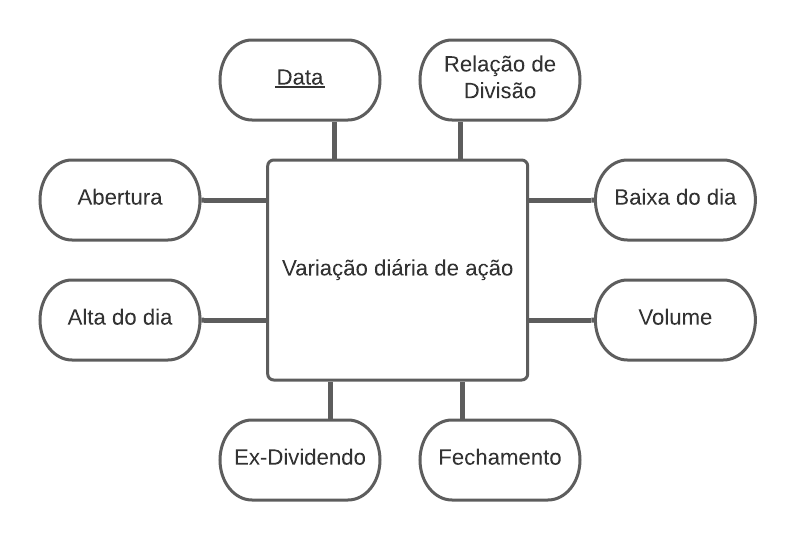 Data
Relação de
Divisão
Abertura
Baixa do dia
Variação diária de ação
Alta do dia
Volume
Ex-Dividendo
Fechamento